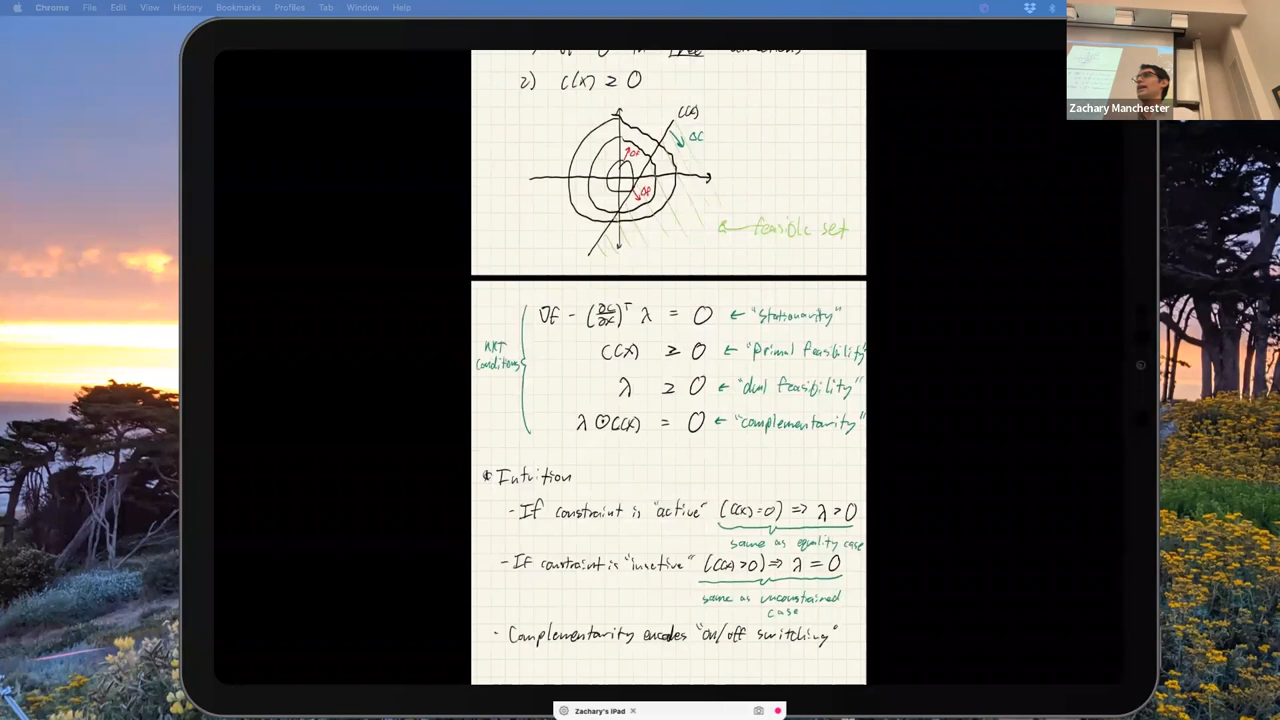 Chrome File Edit View History Bookmarks Profiles Tab Window Help
Zachary Manchester
2) C(x) ≥ 0
C(x)
∇C
∇f
∇f
← feasible set
KKT Conditions
∇f - (∂C/∂x)ᵀ λ = 0 ← "Stationarity"
C(x) ≥ 0 ← "primal feasibility"
λ ≥ 0 ← "dual feasibility"
λ ⊙ C(x) = 0 ← "complementarity"
* Intuition
- If constraint is "active" (C(x)=0) ⇒ λ > 0
same as equality case
- If constraint is "inactive" (C(x)>0) ⇒ λ = 0
same as unconstrained
case
- Complementarity encodes "on/off switching"
Zachary's iPad